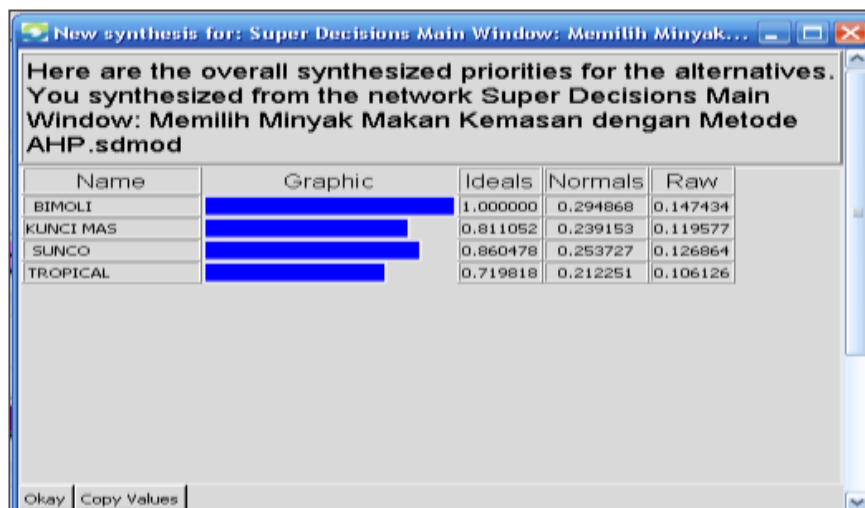 New synthesis for: Super Decisions Main Window: Memilih Minyak...
Here are the overall synthesized priorities for the alternatives.
You synthesized from the network Super Decisions Main
Window: Memilih Minyak Makan Kemasan dengan Metode
AHP.sdmod
Name Graphic Ideals Normals Raw
BIMOLI 1.000000 0.294868 0.147434
KUNCI MAS 0.811052 0.239153 0.119577
SUNCO 0.860478 0.253727 0.126864
TROPICAL 0.719818 0.212251 0.106126
Okay Copy Values